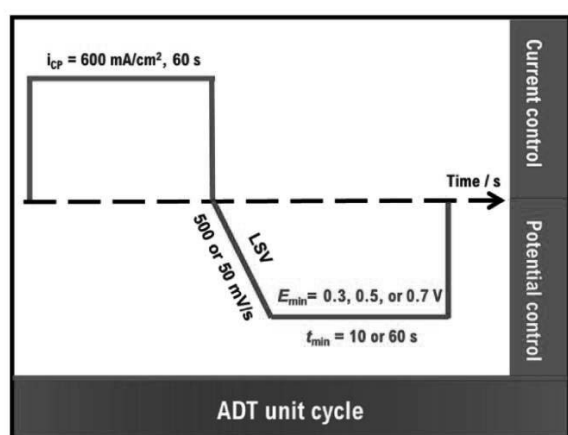 i_CP = 600 mA/cm², 60 s
Current control
Time / s
500 or 50 mV/s
LSV
E_min = 0.3, 0.5, or 0.7 V
t_min = 10 or 60 s
Potential control
ADT unit cycle